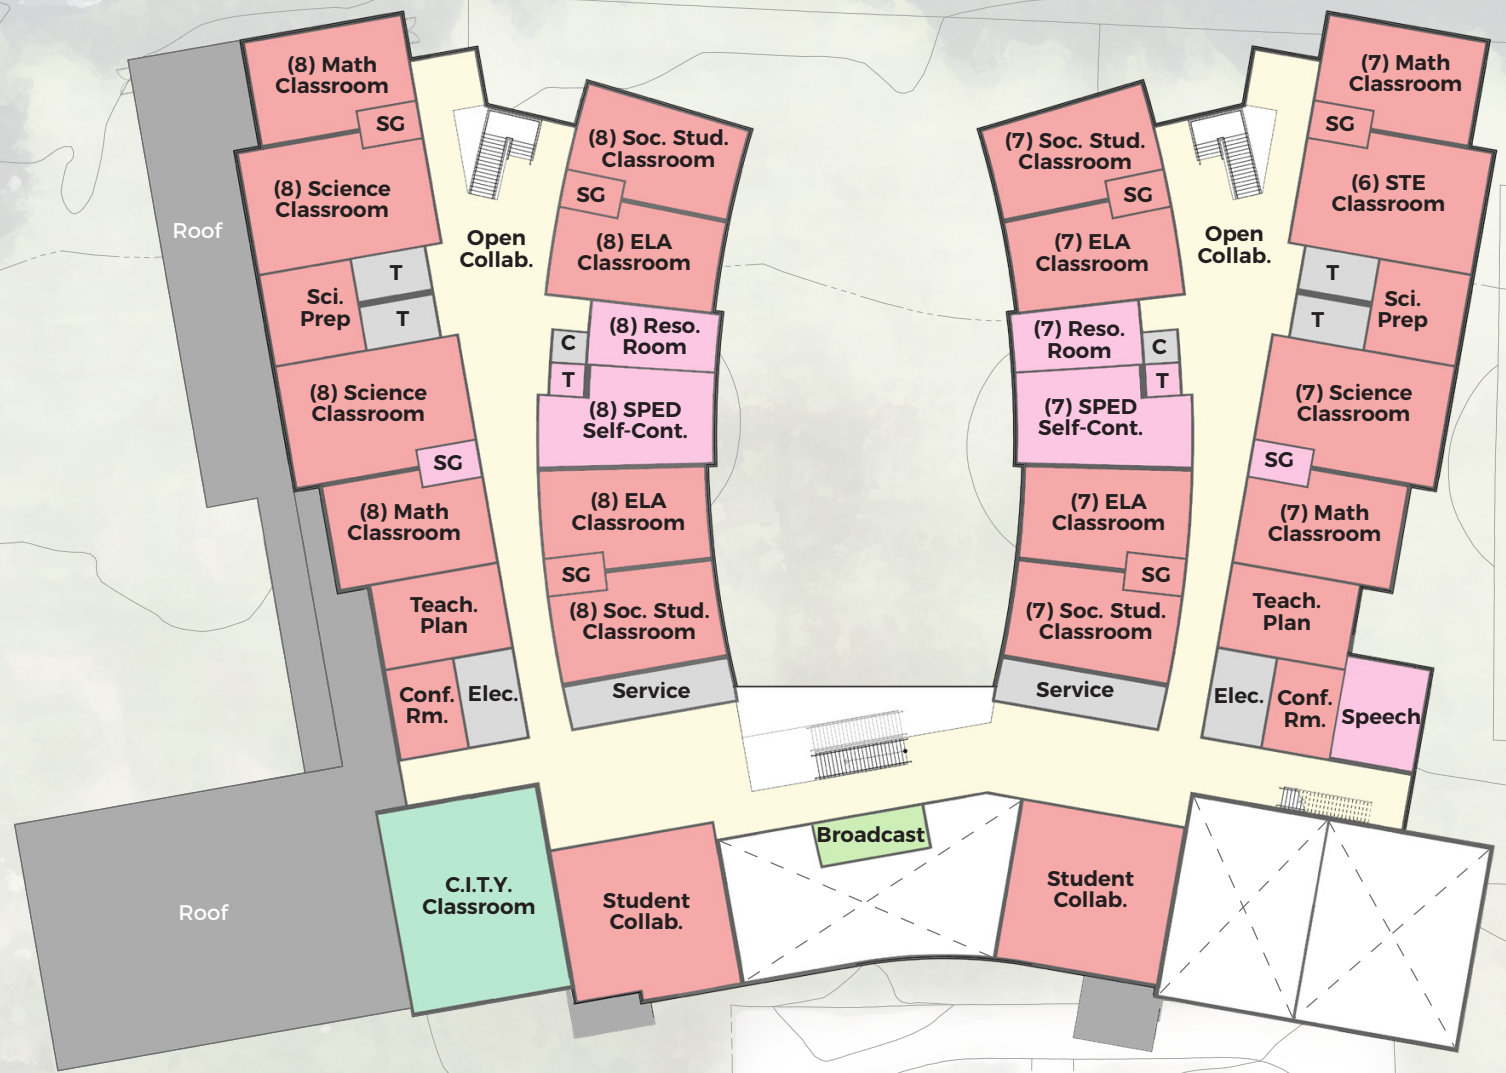 (8) Math
Classroom
SG
(8) Science
Classroom
Roof
Sci.
Prep
T
T
(8) Science
Classroom
SG
(8) Math
Classroom
Teach.
Plan
Conf.
Rm.
Elec.
Open
Collab.
(8) Soc. Stud.
Classroom
SG
(8) ELA
Classroom
(8) Reso.
Room
C
T
(8) SPED
Self-Cont.
(8) ELA
Classroom
SG
(8) Soc. Stud.
Classroom
Service
(7) Soc. Stud.
Classroom
SG
(7) ELA
Classroom
(7) Reso.
Room
C
T
(7) SPED
Self-Cont.
(7) ELA
Classroom
SG
(7) Soc. Stud.
Classroom
Service
Open
Collab.
(7) Math
Classroom
SG
(6) STE
Classroom
T
T
Sci.
Prep
(7) Science
Classroom
SG
(7) Math
Classroom
Teach.
Plan
Elec.
Conf.
Rm.
Speech
Roof
C.I.T.Y.
Classroom
Student
Collab.
Broadcast
Student
Collab.